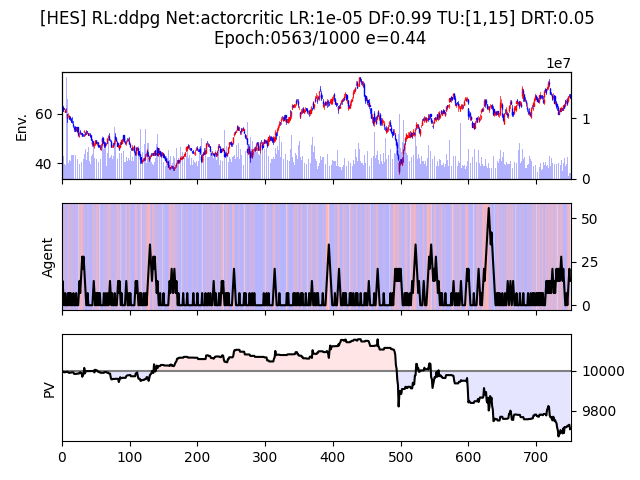 [HES] RL:ddpg Net:actorcritic LR:1e-05 DF:0.99 TU:[1,15] DRT:0.05
Epoch:0563/1000 e=0.44
1e7
Env.
60
40
1
0
Agent
50
25
0
PV
10000
9800
0 100 200 300 400 500 600 700